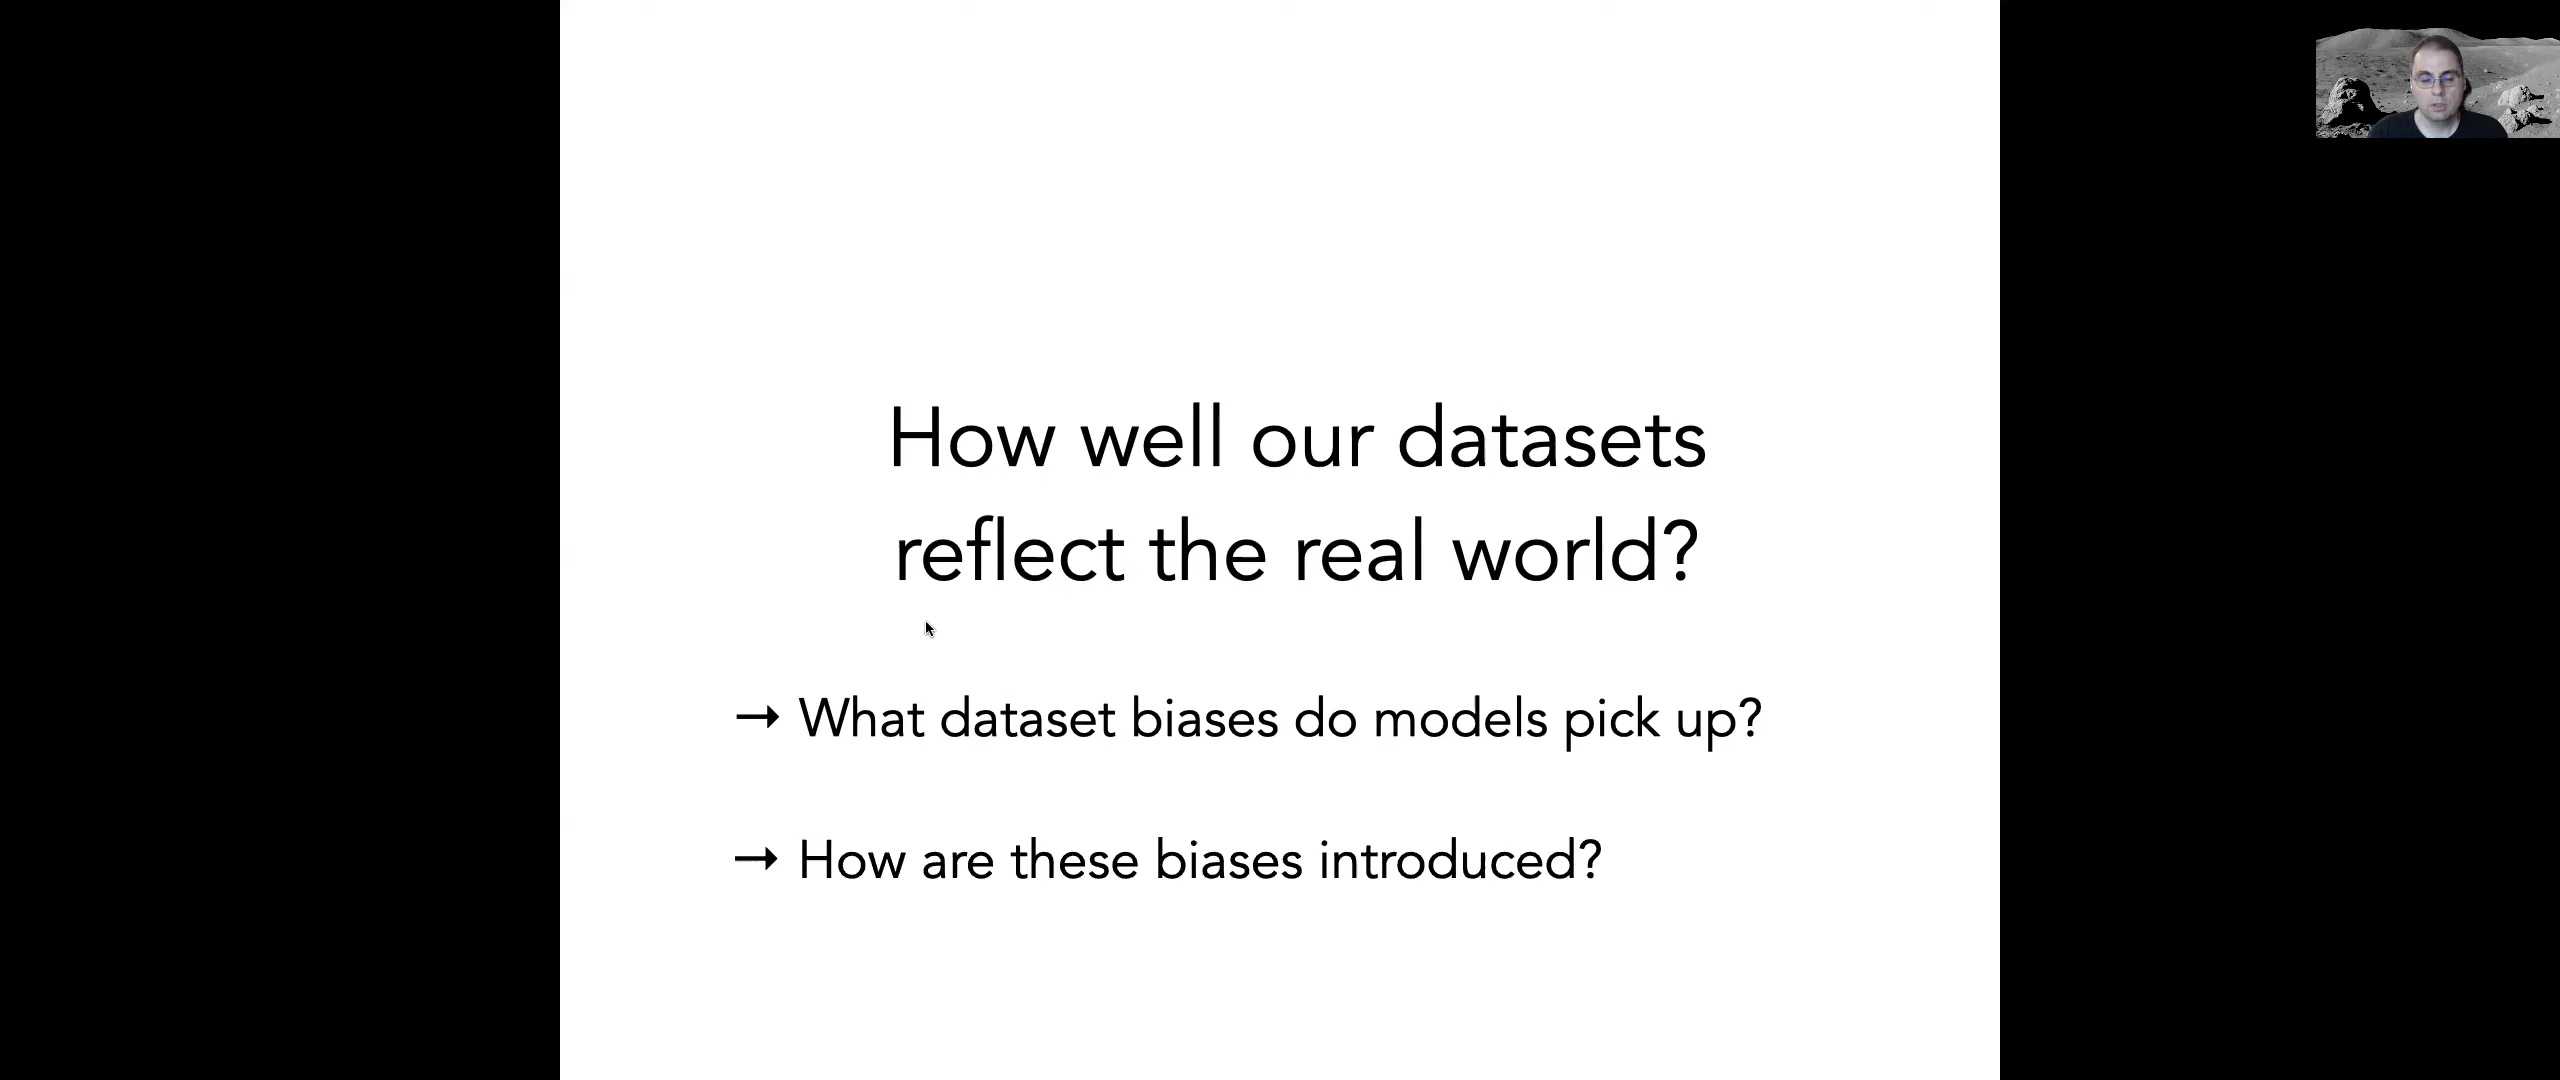 How well our datasets
reflect the real world?
→ What dataset biases do models pick up?
→ How are these biases introduced?